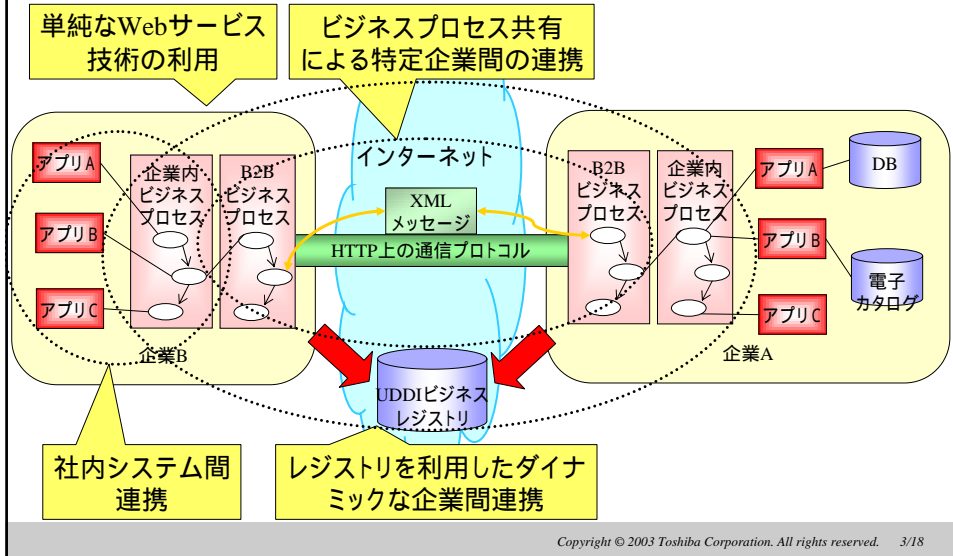 単純なWebサービス
技術の利用
ビジネスプロセス共有
による特定企業間の連携
アプリA
アプリB
アプリC
企業内
ビジネス
プロセス
B2B
ビジネス
プロセス
企業B
インターネット
XML
メッセージ
HTTP上の通信プロトコル
B2B
ビジネス
プロセス
企業内
ビジネス
プロセス
アプリA
アプリB
アプリC
DB
電子
カタログ
企業A
UDDIビジネス
レジストリ
社内システム間
連携
レジストリを利用したダイナ
ミックな企業間連携
Copyright © 2003 Toshiba Corporation. All rights reserved. 3/18